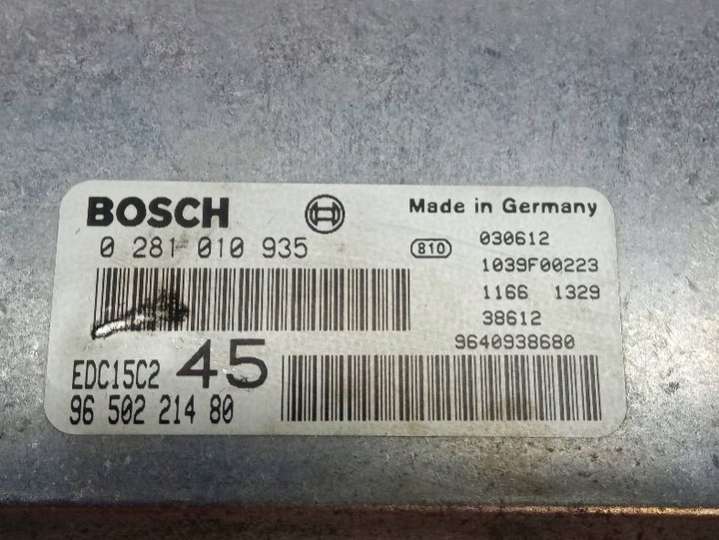 BOSCH
0 281 010 935
EDC15C2 45
96 502 214 80
Made in Germany
810 030612
1039F00223
1166 1329
38612
9640938680